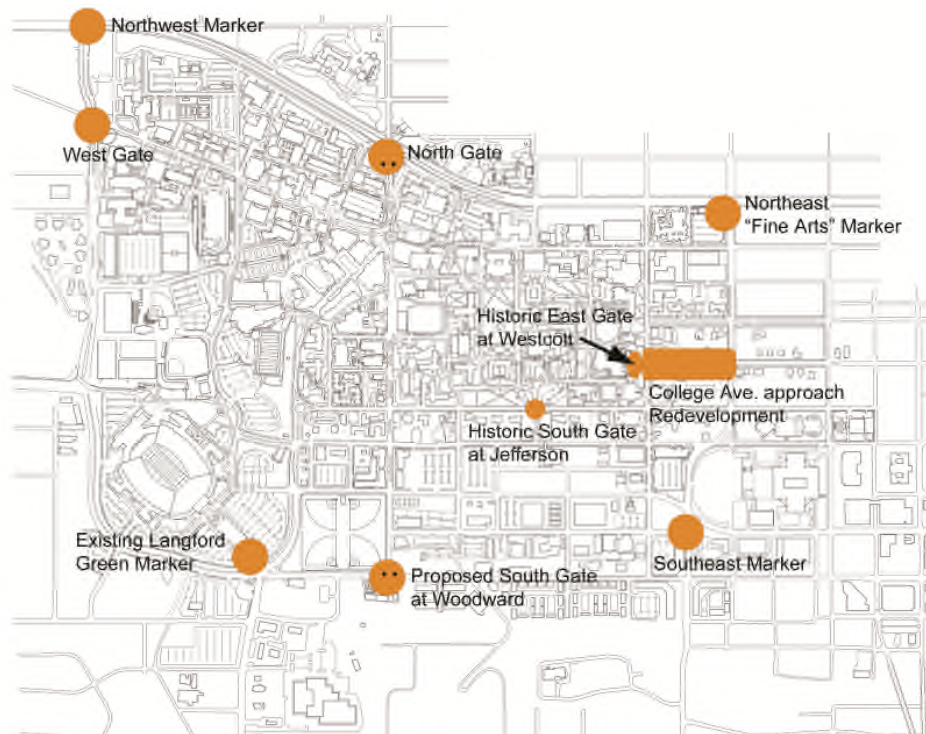 Northwest Marker
West Gate
North Gate
Northeast
“Fine Arts” Marker
Historic East Gate
at Westcott
College Ave. approach
Redevelopment
Historic South Gate
at Jefferson
Existing Langford
Green Marker
Southeast Marker
Proposed South Gate
at Woodward